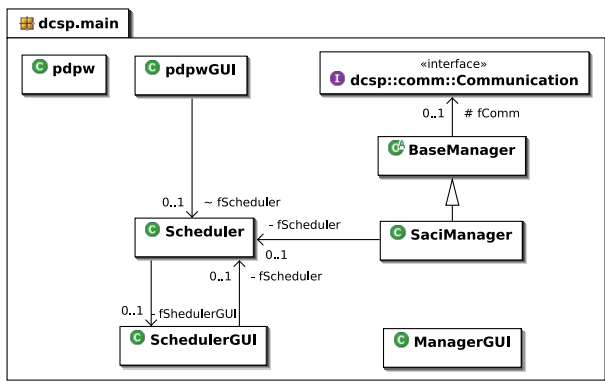 dcsp.main
pdpw
pdpwGUI
«interface»
dcsp::comm::Communication
0..1 # fComm
BaseManager
0..1 ~ fScheduler
Scheduler
- fScheduler
0..1
SaciManager
0..1 - fScheduler
0..1 - fShedulerGUI
SchedulerGUI
ManagerGUI